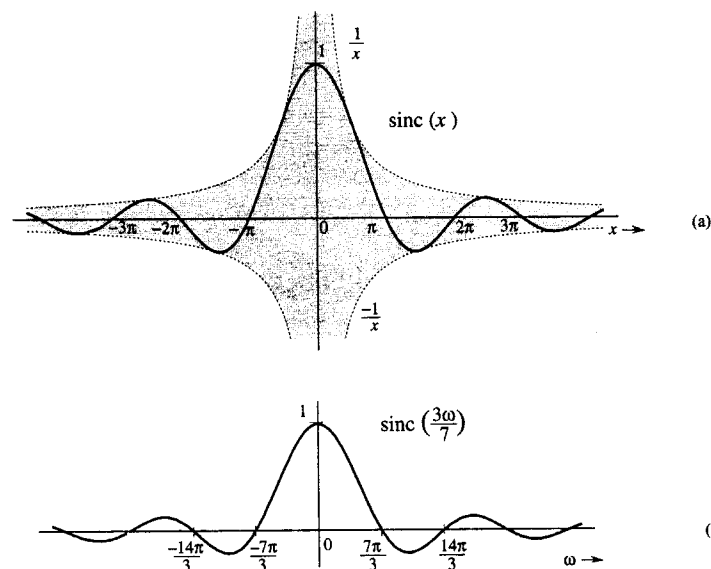 1/x
1
sinc (x)
(a)
−3π −2π −π 0 π 2π 3π x →
−1/x
1 sinc (3ω/7)
(
−14π/3 −7π/3 0 7π/3 14π/3
ω →